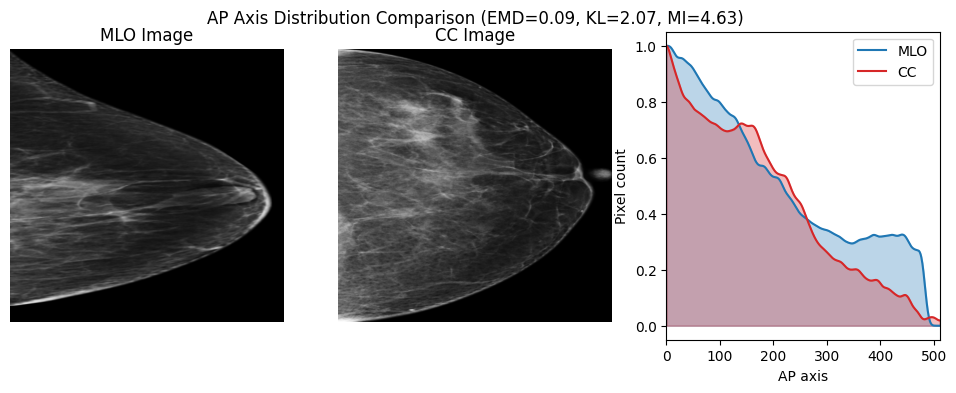 AP Axis Distribution Comparison (EMD=0.09, KL=2.07, MI=4.63)
MLO Image
CC Image
MLO
CC
1.0
0.8
0.6
0.4
0.2
0.0
Pixel count
0 100 200 300 400 500
AP axis